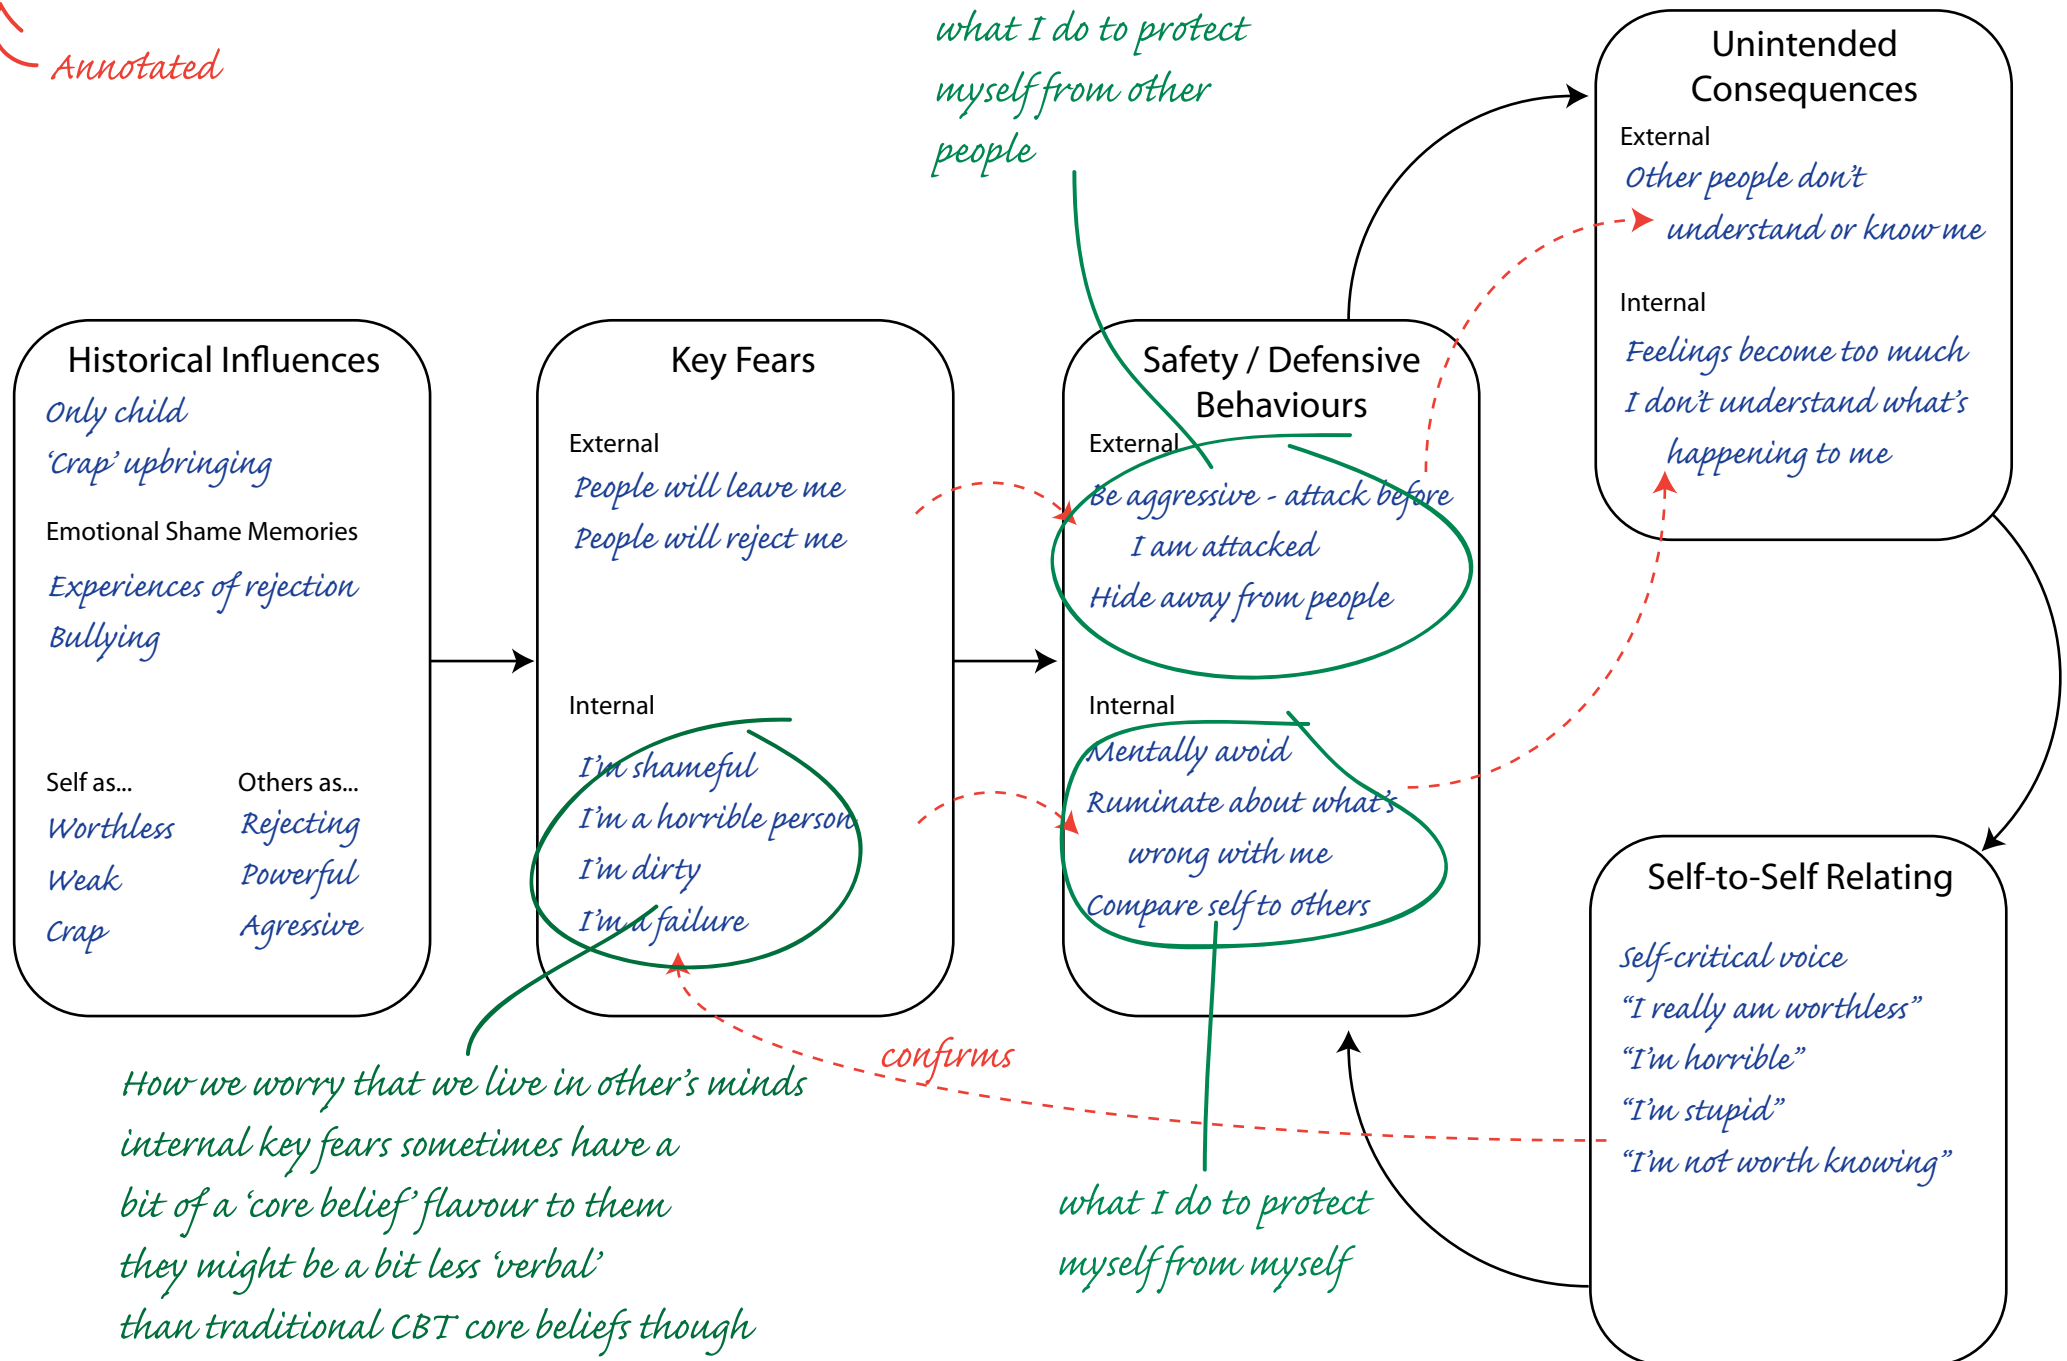 Annotated
what I do to protect
myself from other
people
Historical Influences
Only child
‘Crap’ upbringing
Emotional Shame Memories
Experiences of rejection
Bullying
Self as...
Worthless
Weak
Crap
Others as...
Rejecting
Powerful
Agressive
Key Fears
External
People will leave me
People will reject me
Internal
I’m shameful
I’m a horrible person
I’m dirty
I’m a failure
How we worry that we live in other’s minds
internal key fears sometimes have a
bit of a ‘core belief’ flavour to them
they might be a bit less ‘verbal’
than traditional CBT core beliefs though
Safety / Defensive
Behaviours
External
Be aggressive - attack before
I am attacked
Hide away from people
Internal
Mentally avoid
Ruminate about what’s
wrong with me
Compare self to others
what I do to protect
myself from myself
confirms
Unintended
Consequences
External
Other people don’t
understand or know me
Internal
Feelings become too much
I don’t understand what’s
happening to me
Self-to-Self Relating
Self-critical voice
“I really am worthless”
“I’m horrible”
“I’m stupid”
“I’m not worth knowing”